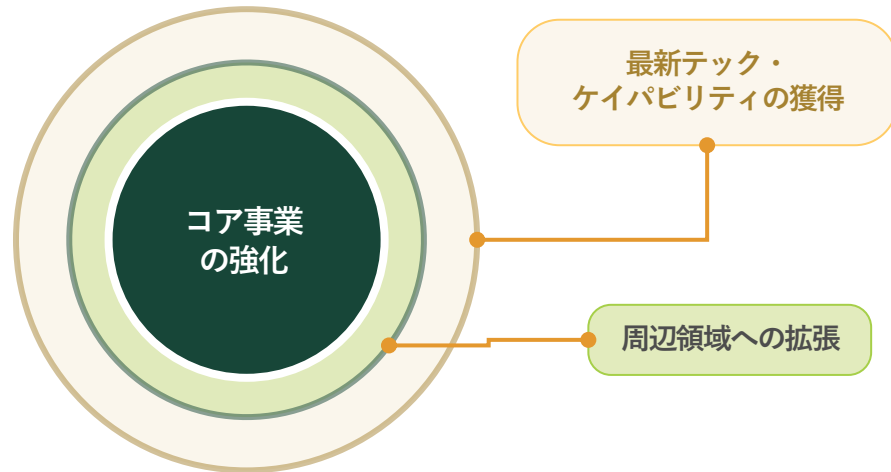 最新テック・
ケイパビリティの獲得
コア事業
の強化
周辺領域への拡張